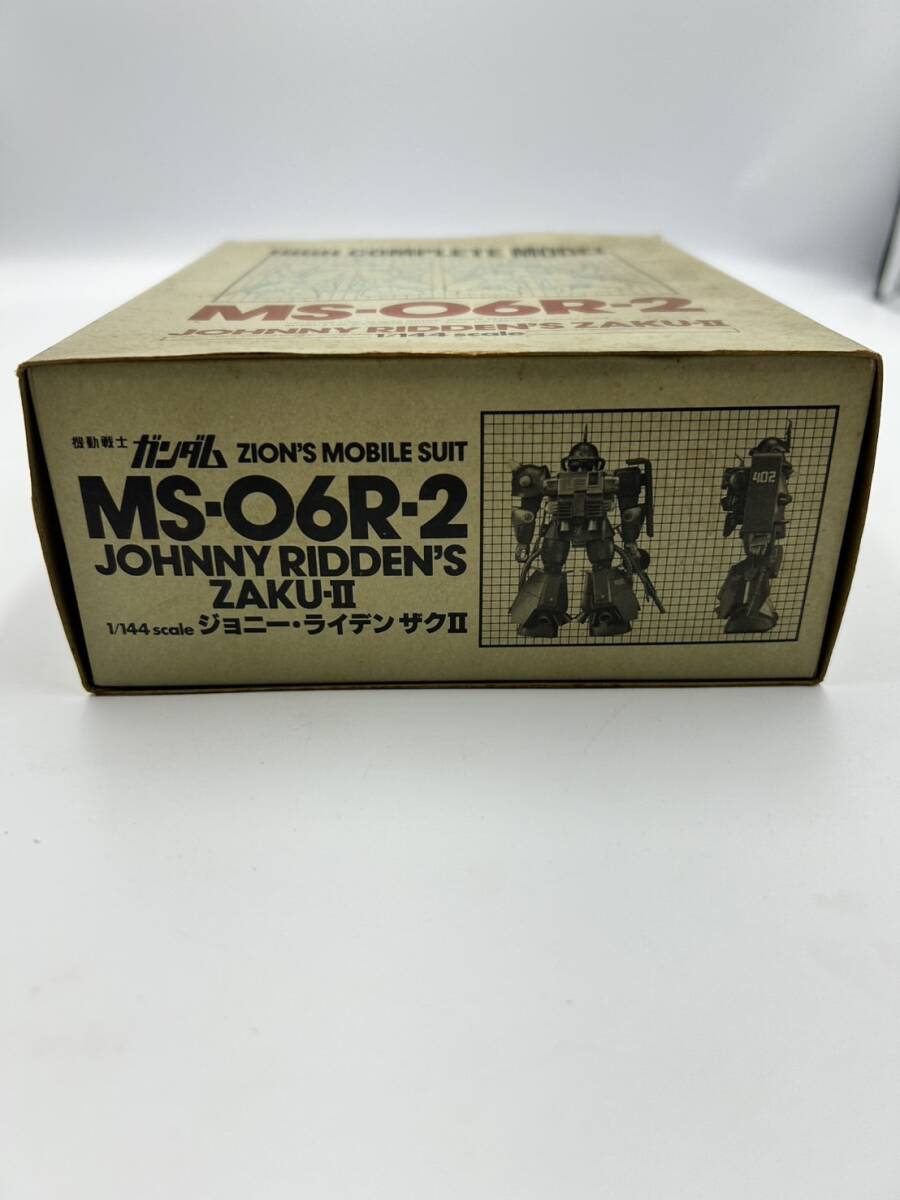 HIGH COMPLETE MODEL
MS-06R-2
JOHNNY RIDDEN'S ZAKU-II
1/144 scale
機動戦士 ガンダム ZION'S MOBILE SUIT
MS-06R-2
JOHNNY RIDDEN'S
ZAKU-II
1/144 scale ジョニー・ライデン ザクII
402